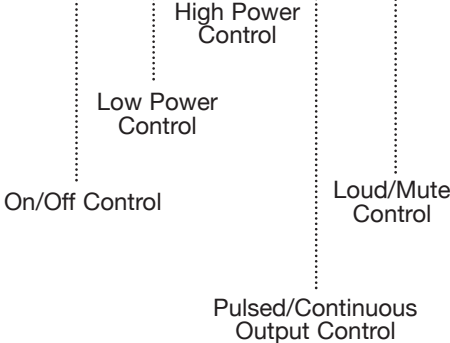 High Power
Control
Low Power
Control
On/Off Control
Loud/Mute
Control
Pulsed/Continuous
Output Control